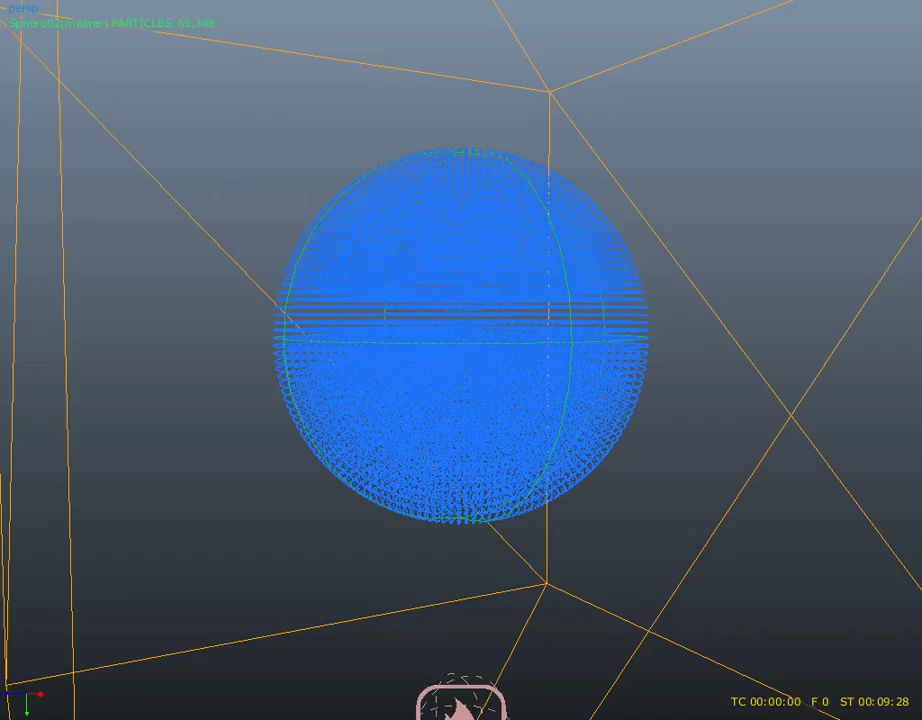 persp
Sphere02(master) PARTICLES: 65,348
TC 00:00:00 F 0 ST 00:09:28